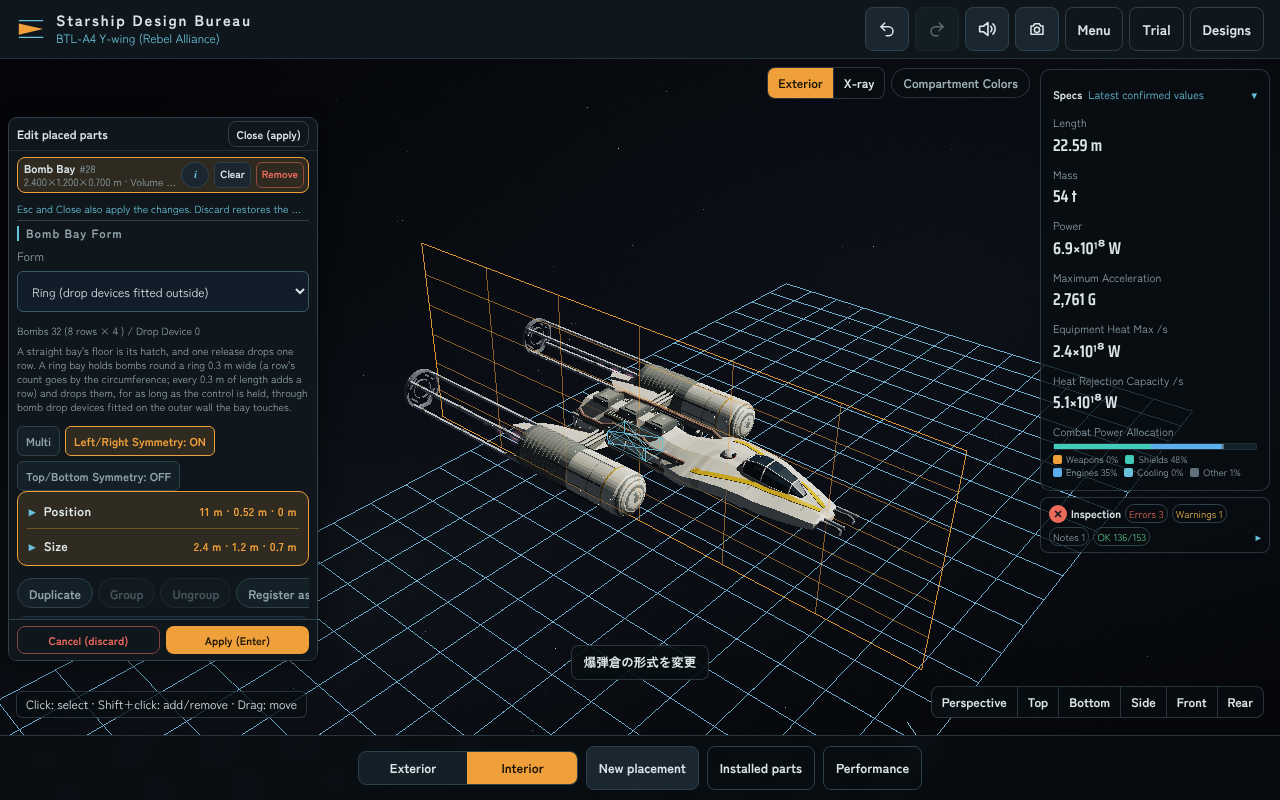 Starship Design Bureau
BTL-A4 Y-wing (Rebel Alliance)
Menu
Trial
Designs
Exterior
X-ray
Compartment Colors
Edit placed parts
Close (apply)
Bomb Bay #28
2.400×1.200×0.700 m · Volume ...
i
Clear
Remove
Esc and Close also apply the changes. Discard restores the ...
Bomb Bay Form
Form
Ring (drop devices fitted outside)
Bombs 32 (8 rows × 4 ) / Drop Device 0
A straight bay's floor is its hatch, and one release drops one
row. A ring bay holds bombs round a ring 0.3 m wide (a row's
count goes by the circumference; every 0.3 m of length adds a
row) and drops them, for as long as the control is held, through
bomb drop devices fitted on the outer wall the bay touches.
Multi
Left/Right Symmetry: ON
Top/Bottom Symmetry: OFF
Position
11 m · 0.52 m · 0 m
Size
2.4 m · 1.2 m · 0.7 m
Duplicate
Group
Ungroup
Register as
Cancel (discard)
Apply (Enter)
Click: select · Shift+click: add/remove · Drag: move
爆弾倉の形式を変更
Specs Latest confirmed values
Length
22.59 m
Mass
54 t
Power
6.9×10¹⁸ W
Maximum Acceleration
2,761 G
Equipment Heat Max /s
2.4×10¹⁸ W
Heat Rejection Capacity /s
5.1×10¹⁸ W
Combat Power Allocation
Weapons 0% Shields 48%
Engines 35% Cooling 0% Other 1%
Inspection Errors 3 Warnings 1
Notes 1 OK 136/153
Perspective
Top
Bottom
Side
Front
Rear
Exterior
Interior
New placement
Installed parts
Performance